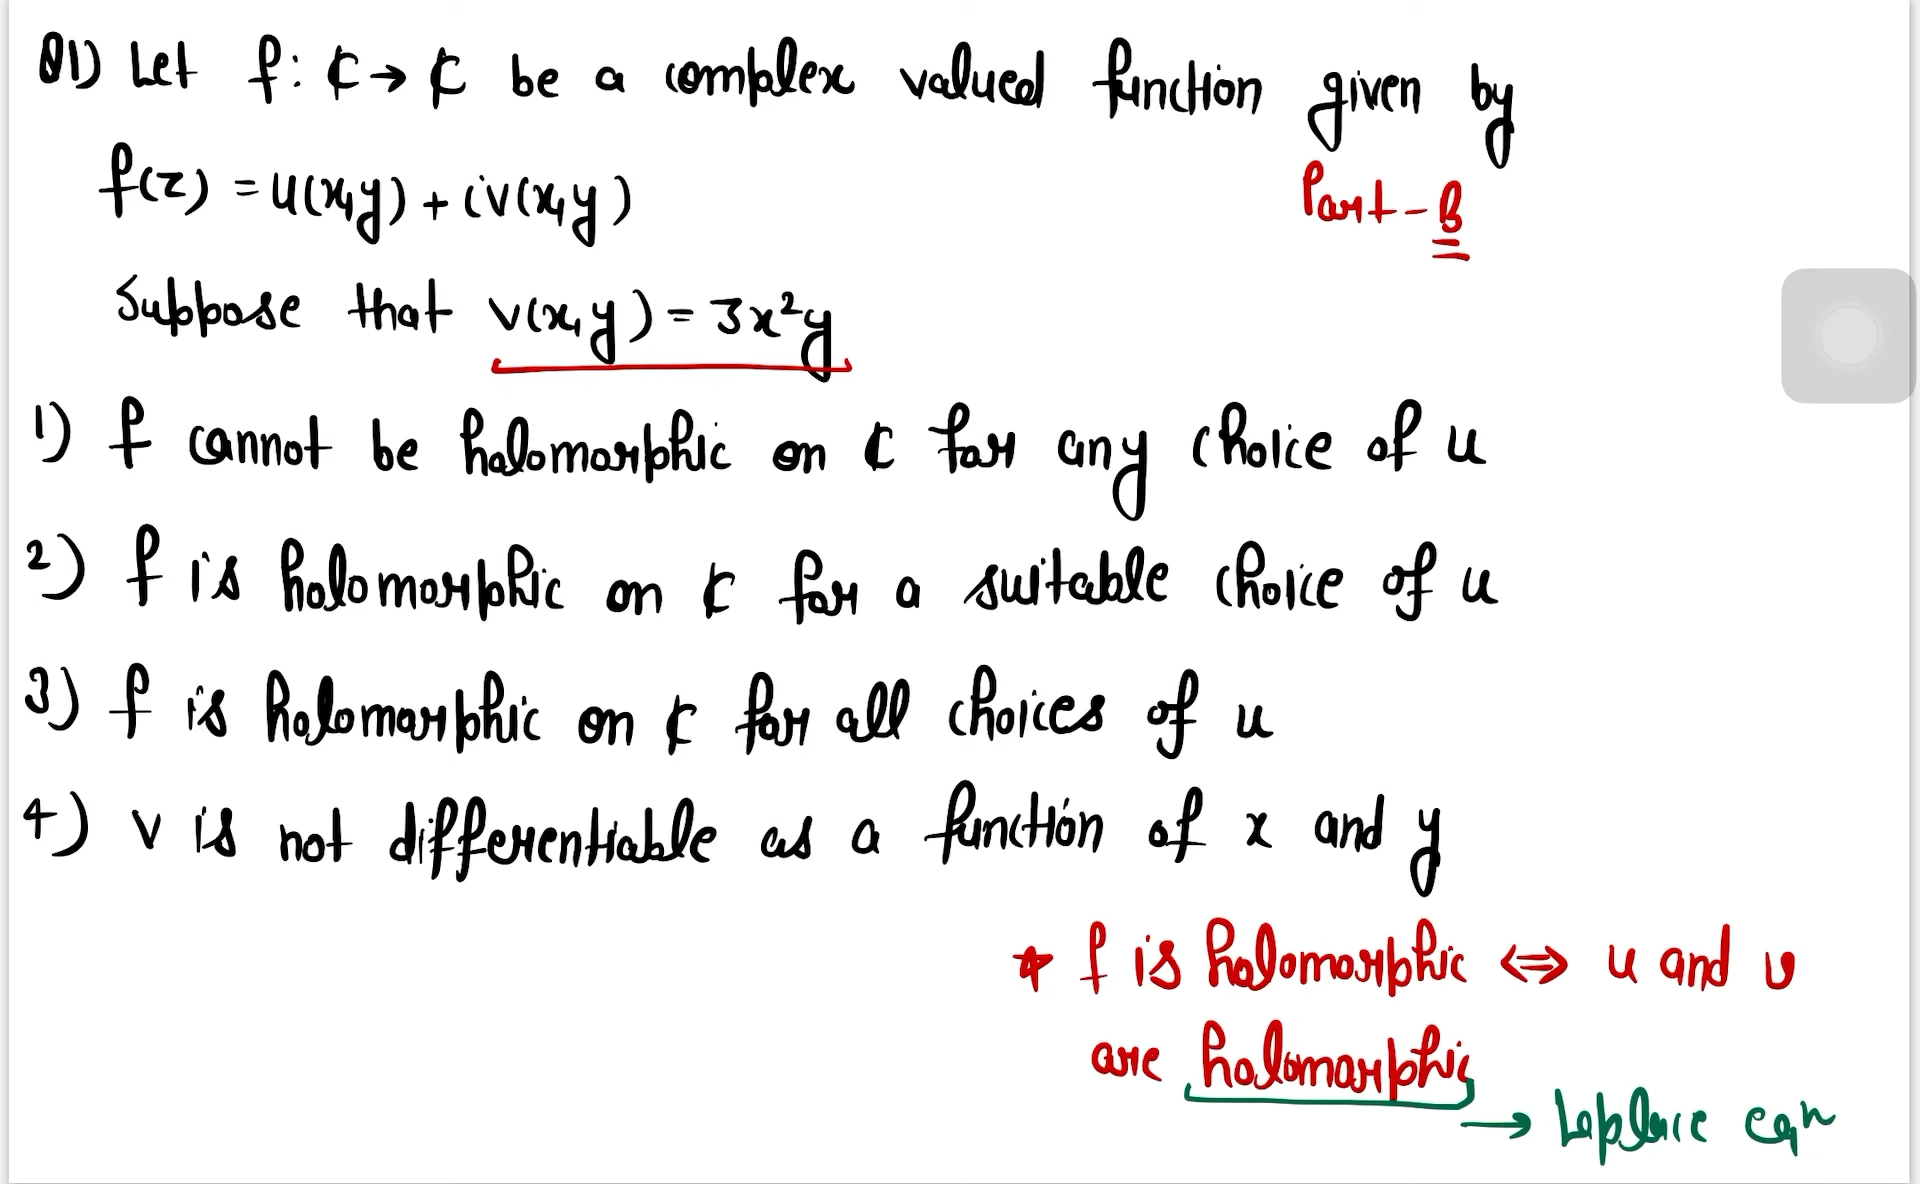 Q1) Let f: ₵→₵ be a complex valued function given by
f(z) = u(x,y) + iv(x,y)
Part-B
Suppose that v(x,y) = 3x²y
1) f cannot be holomorphic on ₵ for any choice of u
2) f is holomorphic on ₵ for a suitable choice of u
3) f is holomorphic on ₵ for all choices of u
4) v is not differentiable as a function of x and y
* f is holomorphic ⇔ u and v
are holomorphic
→ Laplace eqn